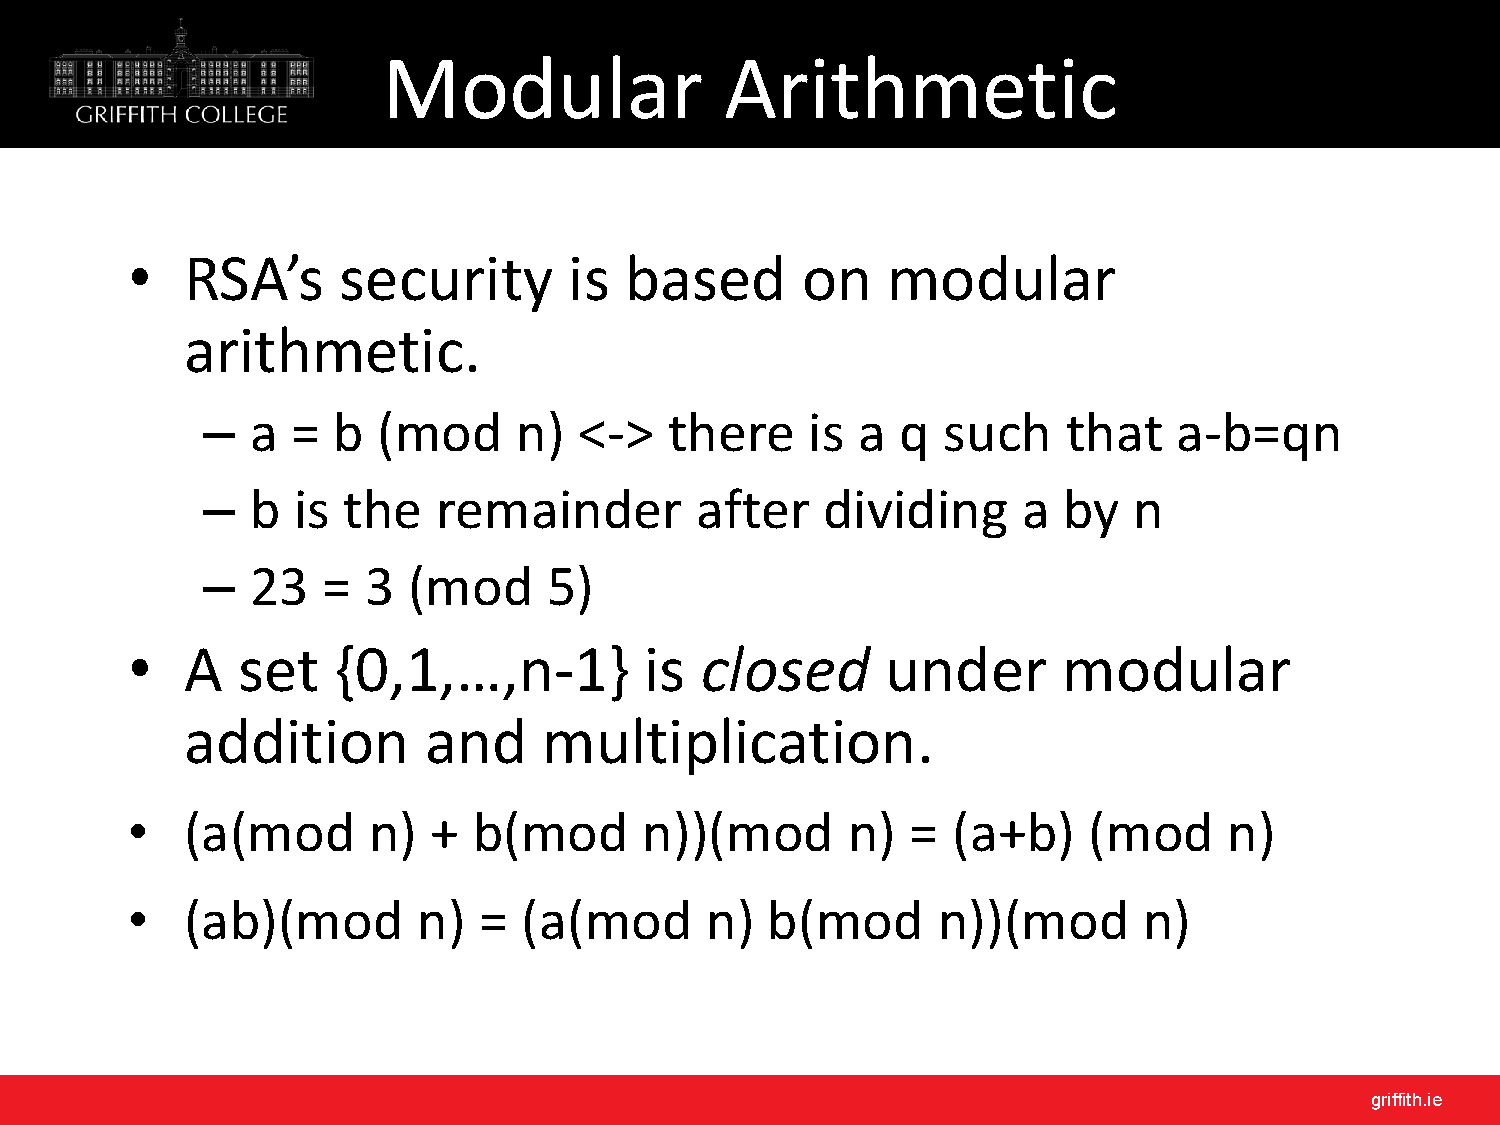 GRIFFITH COLLEGE
Modular Arithmetic
• RSA’s security is based on modular
arithmetic.
– a = b (mod n) <-> there is a q such that a-b=qn
– b is the remainder after dividing a by n
– 23 = 3 (mod 5)
• A set {0,1,…,n-1} is closed under modular
addition and multiplication.
• (a(mod n) + b(mod n))(mod n) = (a+b) (mod n)
• (ab)(mod n) = (a(mod n) b(mod n))(mod n)
griffith.ie